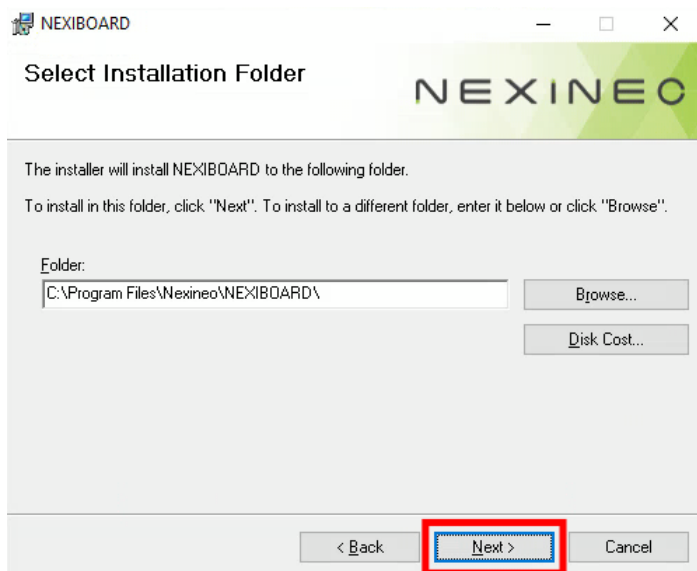 NEXIBOARD
Select Installation Folder
NEXINEO
The installer will install NEXIBOARD to the following folder.
To install in this folder, click "Next". To install to a different folder, enter it below or click "Browse".
Folder:
C:\Program Files\Nexineo\NEXIBOARD\
Browse...
Disk Cost...
< Back
Next >
Cancel